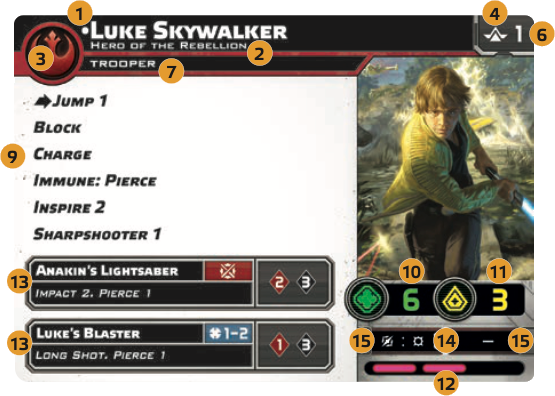 1
•Luke Skywalker
Hero of the Rebellion
2
3
4
1
6
Trooper
7
Jump 1
Block
9
Charge
Immune: Pierce
Inspire 2
Sharpshooter 1
13
Anakin's Lightsaber
2 3
Impact 2, Pierce 1
13
Luke's Blaster
1-2
1 3
Long Shot, Pierce 1
10
11
6
3
15
:
14
–
15
12